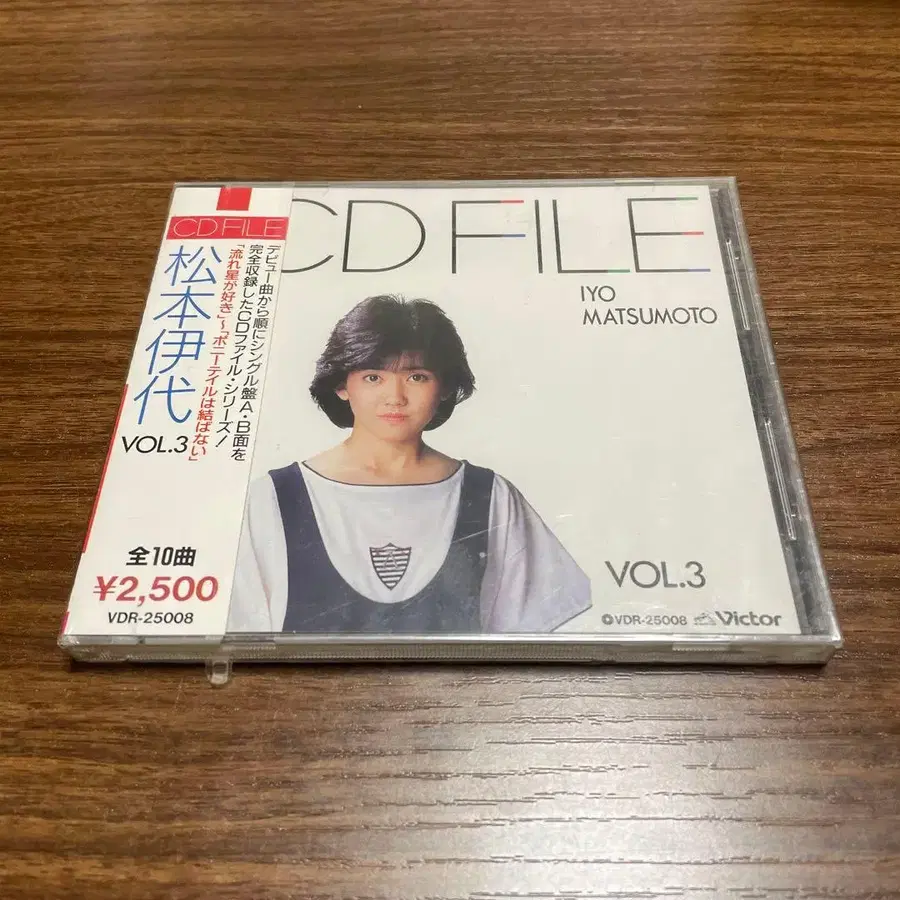 CD FILE
松本伊代
VOL.3
デビュー曲から順にシングル盤A・B面を
完全収録したCDファイル・シリーズ!
「流れ星が好き」~「ポニーテイルは結ばない」
全10曲
¥2,500
VDR-25008
CD FILE
IYO
MATSUMOTO
VOL.3
VDR-25008 Victor